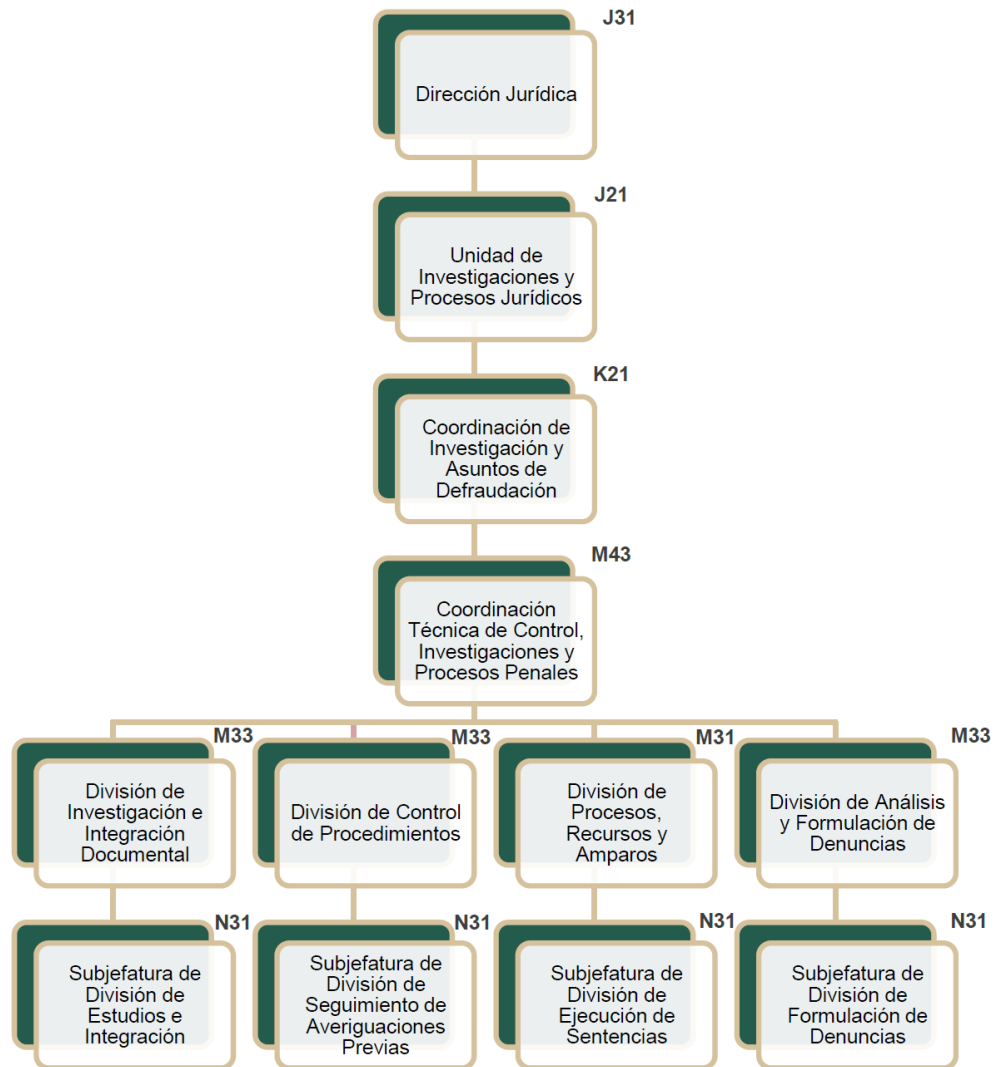 J31
Dirección Jurídica
J21
Unidad de
Investigaciones y
Procesos Jurídicos
K21
Coordinación de
Investigación y
Asuntos de
Defraudación
M43
Coordinación
Técnica de Control,
Investigaciones y
Procesos Penales
M33
División de
Investigación e
Integración
Documental
M33
División de Control
de Procedimientos
M31
División de
Procesos,
Recursos y
Amparos
M33
División de Análisis
y Formulación de
Denuncias
N31
Subjefatura de
División de
Estudios e
Integración
N31
Subjefatura de
División de
Seguimiento de
Averiguaciones
Previas
N31
Subjefatura de
División de
Ejecución de
Sentencias
N31
Subjefatura de
División de
Formulación de
Denuncias